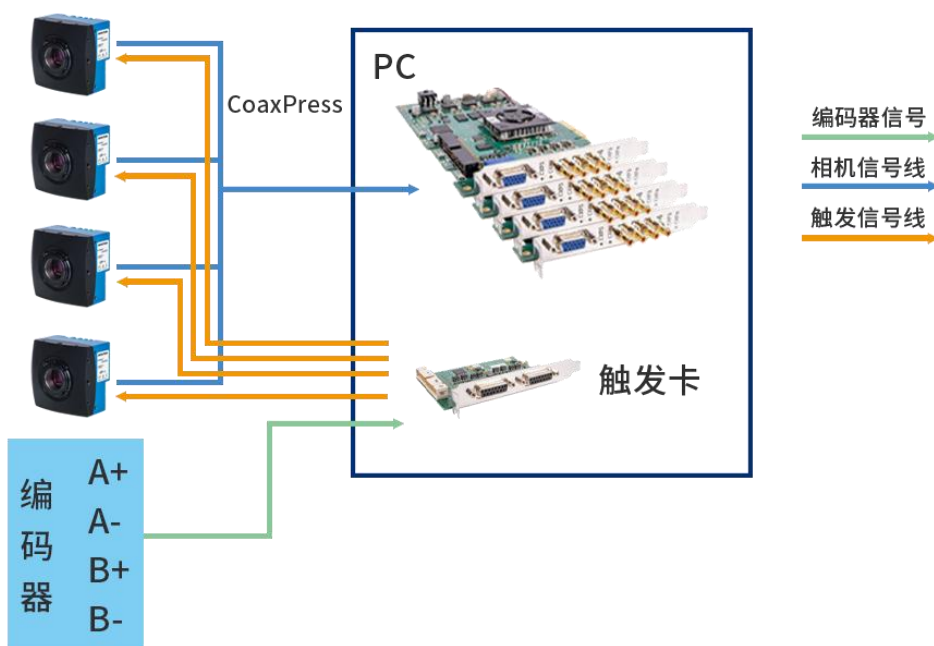 PC
CoaxPress
编码器信号
相机信号线
触发信号线
触发卡
编
码
器
A+
A-
B+
B-